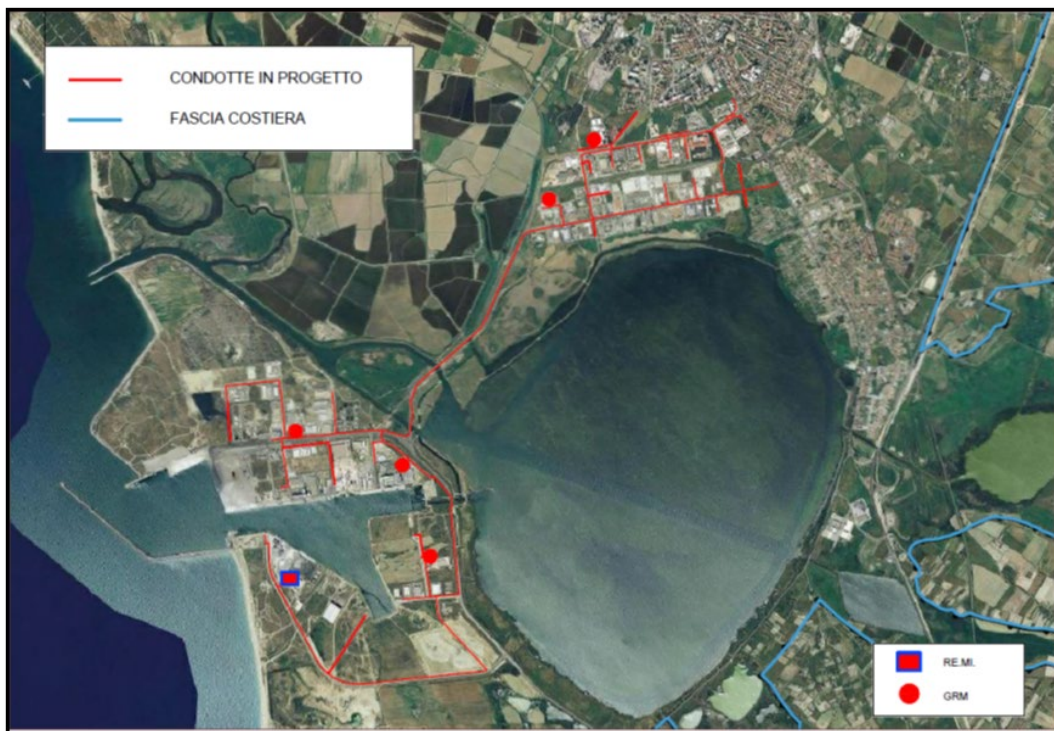 CONDOTTE IN PROGETTO
FASCIA COSTIERA
RE.MI.
GRM